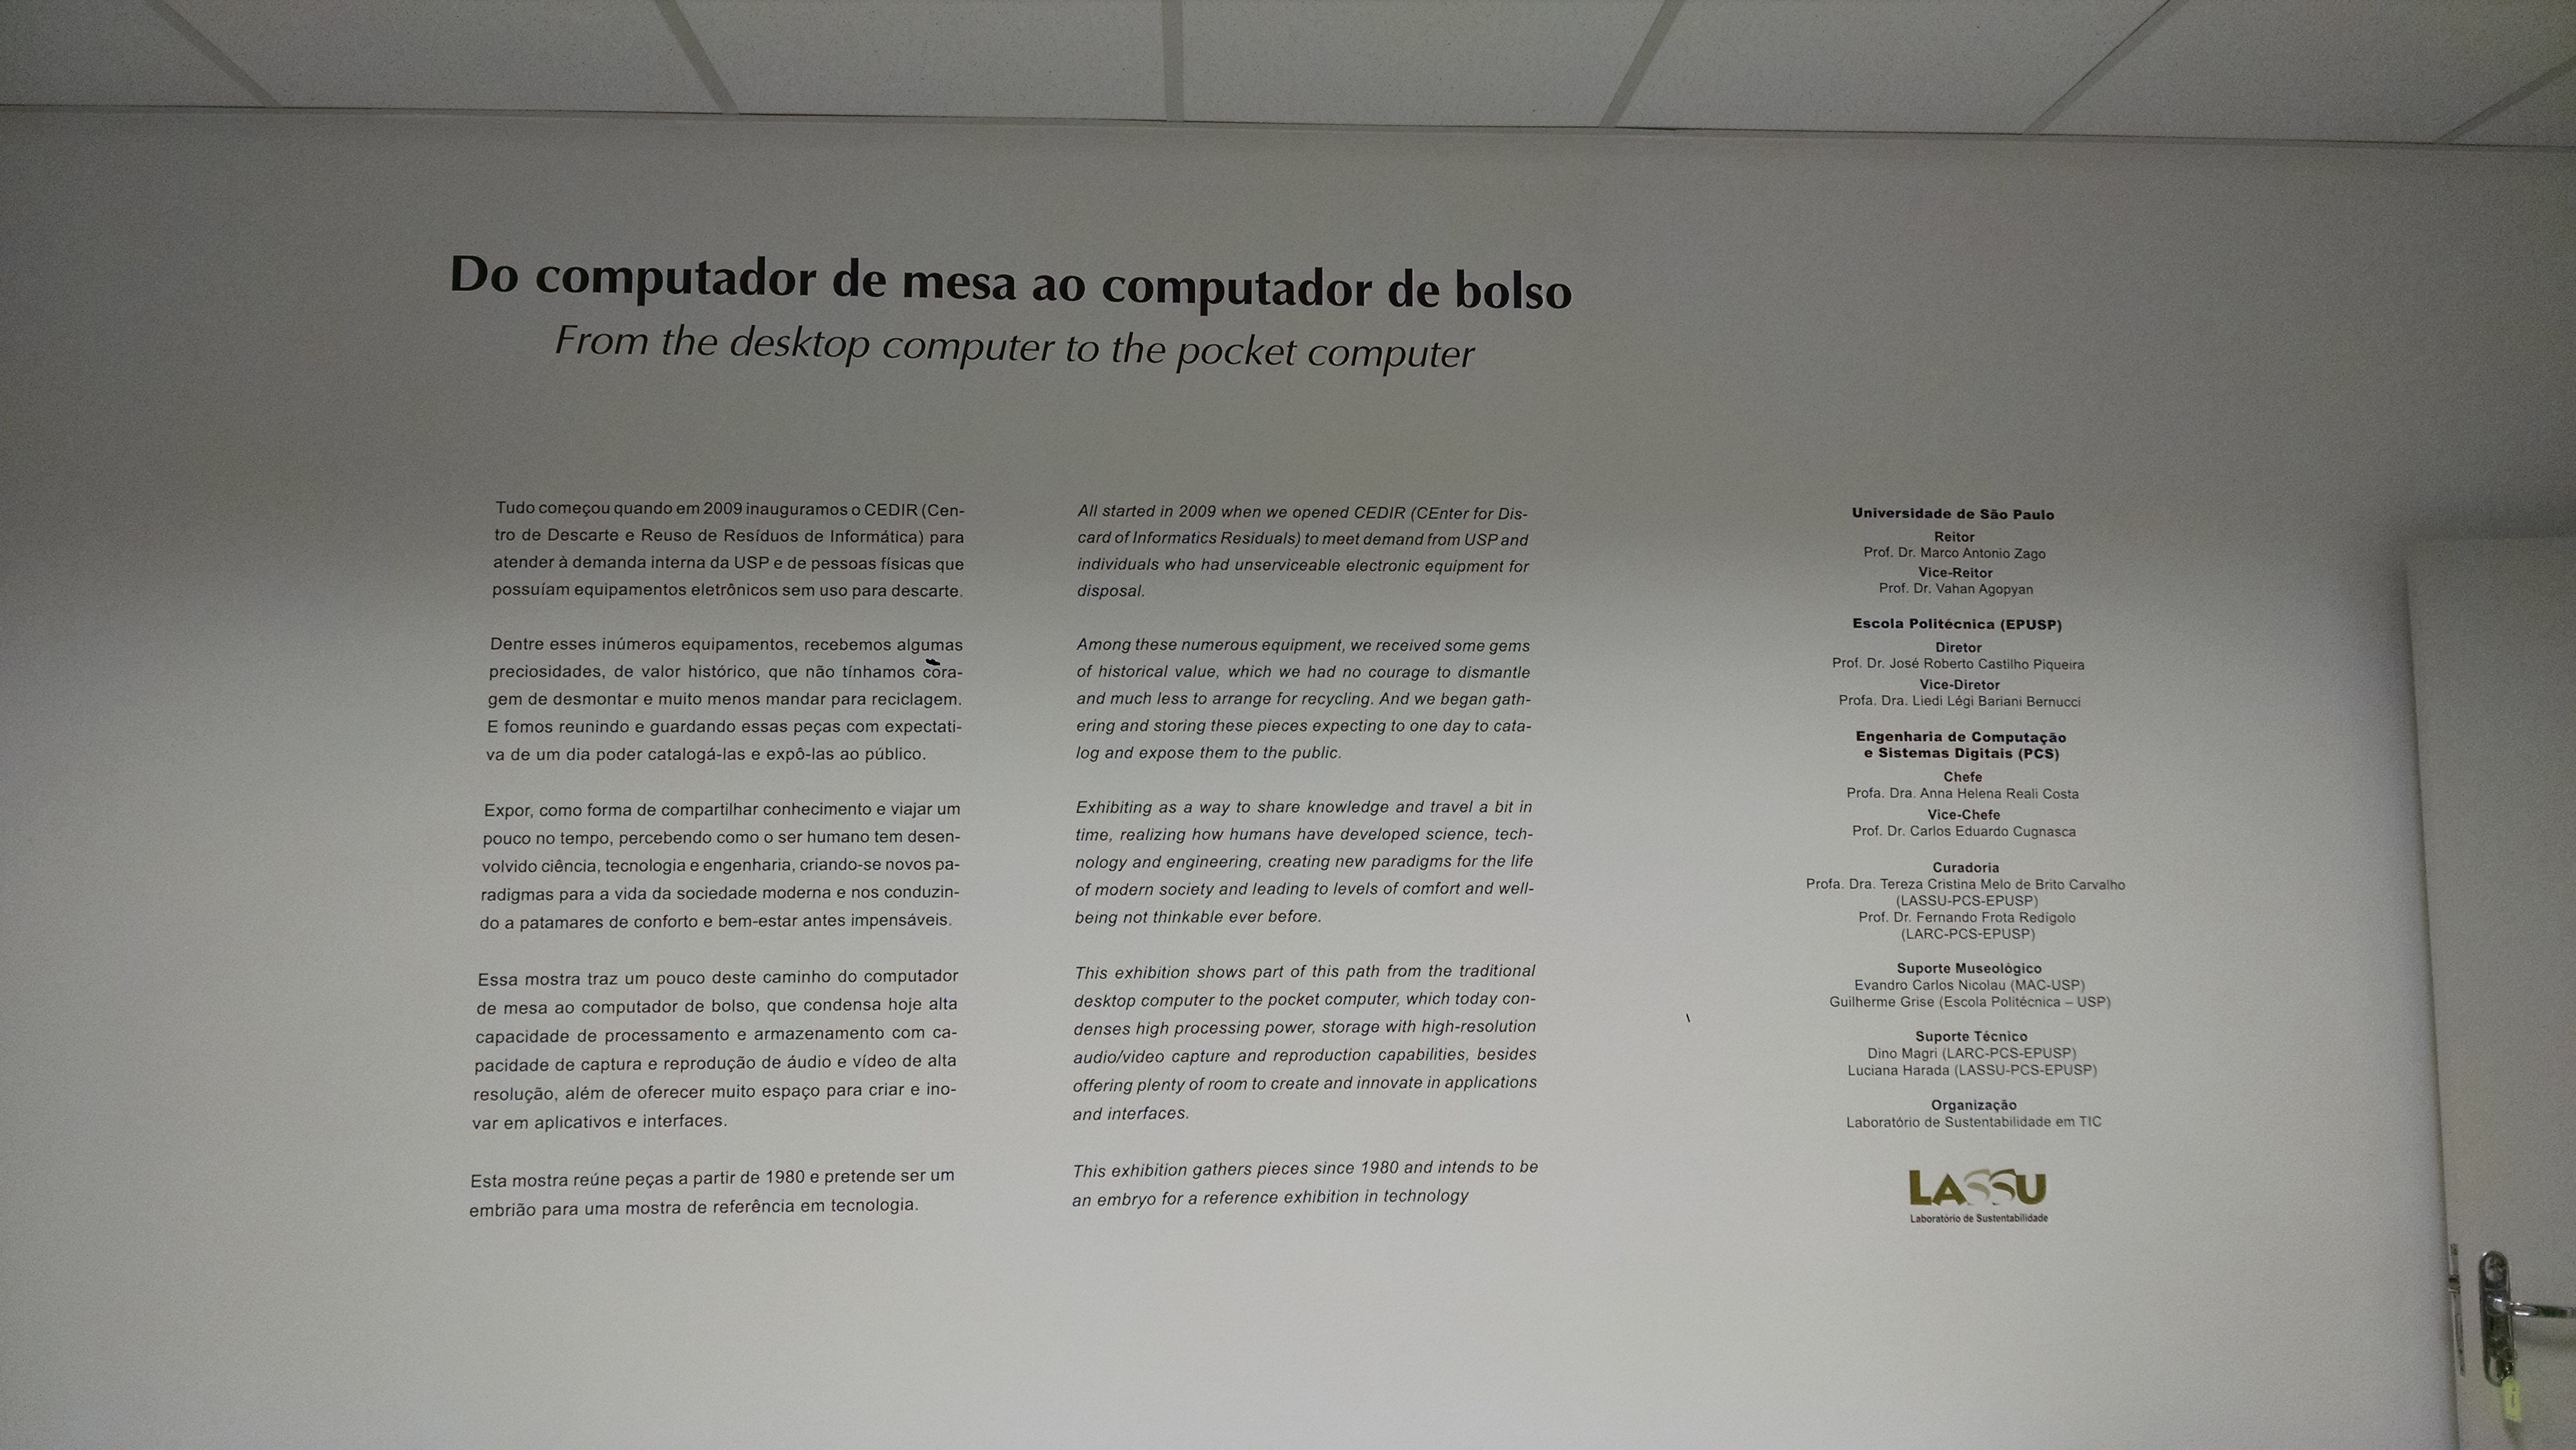 Do computador de mesa ao computador de bolso
From the desktop computer to the pocket computer
Tudo começou quando em 2009 inauguramos o CEDIR (Cen-
tro de Descarte e Reuso de Resíduos de Informática) para
atender à demanda interna da USP e de pessoas físicas que
possuíam equipamentos eletrônicos sem uso para descarte.
Dentre esses inúmeros equipamentos, recebemos algumas
preciosidades, de valor histórico, que não tínhamos cora-
gem de desmontar e muito menos mandar para reciclagem.
E fomos reunindo e guardando essas peças com expectati-
va de um dia poder catalogá-las e expô-las ao público.
Expor, como forma de compartilhar conhecimento e viajar um
pouco no tempo, percebendo como o ser humano tem desen-
volvido ciência, tecnologia e engenharia, criando-se novos pa-
radigmas para a vida da sociedade moderna e nos conduzin-
do a patamares de conforto e bem-estar antes impensáveis.
Essa mostra traz um pouco deste caminho do computador
de mesa ao computador de bolso, que condensa hoje alta
capacidade de processamento e armazenamento com ca-
pacidade de captura e reprodução de áudio e vídeo de alta
resolução, além de oferecer muito espaço para criar e ino-
var em aplicativos e interfaces.
Esta mostra reúne peças a partir de 1980 e pretende ser um
embrião para uma mostra de referência em tecnologia.
All started in 2009 when we opened CEDIR (CEnter for Dis-
card of Informatics Residuals) to meet demand from USP and
individuals who had unserviceable electronic equipment for
disposal.
Among these numerous equipment, we received some gems
of historical value, which we had no courage to dismantle
and much less to arrange for recycling. And we began gath-
ering and storing these pieces expecting to one day to cata-
log and expose them to the public.
Exhibiting as a way to share knowledge and travel a bit in
time, realizing how humans have developed science, tech-
nology and engineering, creating new paradigms for the life
of modern society and leading to levels of comfort and well-
being not thinkable ever before.
This exhibition shows part of this path from the traditional
desktop computer to the pocket computer, which today con-
denses high processing power, storage with high-resolution
audio/video capture and reproduction capabilities, besides
offering plenty of room to create and innovate in applications
and interfaces.
This exhibition gathers pieces since 1980 and intends to be
an embryo for a reference exhibition in technology
Universidade de São Paulo
Reitor
Prof. Dr. Marco Antonio Zago
Vice-Reitor
Prof. Dr. Vahan Agopyan
Escola Politécnica (EPUSP)
Diretor
Prof. Dr. José Roberto Castilho Piqueira
Vice-Diretor
Profa. Dra. Liedi Légi Bariani Bernucci
Engenharia de Computação
e Sistemas Digitais (PCS)
Chefe
Profa. Dra. Anna Helena Reali Costa
Vice-Chefe
Prof. Dr. Carlos Eduardo Cugnasca
Curadoria
Profa. Dra. Tereza Cristina Melo de Brito Carvalho
(LASSU-PCS-EPUSP)
Prof. Dr. Fernando Frota Redígolo
(LARC-PCS-EPUSP)
Suporte Museológico
Evandro Carlos Nicolau (MAC-USP)
Guilherme Grise (Escola Politécnica – USP)
Suporte Técnico
Dino Magri (LARC-PCS-EPUSP)
Luciana Harada (LASSU-PCS-EPUSP)
Organização
Laboratório de Sustentabilidade em TIC
LASSU
Laboratório de Sustentabilidade